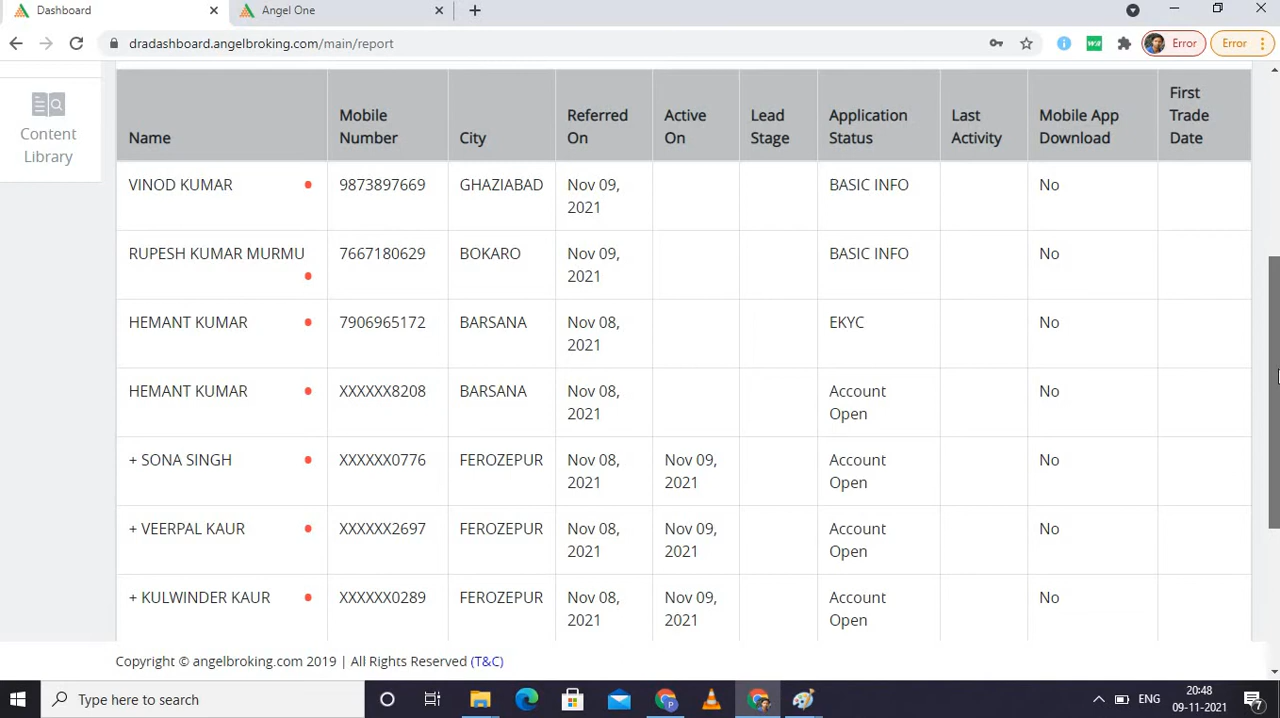 Dashboard
Angel One
dradashboard.angelbroking.com/main/report
Error
Error
Content
Library
Name
Mobile
Number
City
Referred
On
Active
On
Lead
Stage
Application
Status
Last
Activity
Mobile App
Download
First
Trade
Date
VINOD KUMAR 9873897669 GHAZIABAD Nov 09, BASIC INFO No
2021
RUPESH KUMAR MURMU 7667180629 BOKARO Nov 09, BASIC INFO No
2021
HEMANT KUMAR 7906965172 BARSANA Nov 08, EKYC No
2021
HEMANT KUMAR XXXXXX8208 BARSANA Nov 08, Account No
2021 Open
+ SONA SINGH XXXXXX0776 FEROZEPUR Nov 08, Nov 09, Account No
2021 2021 Open
+ VEERPAL KAUR XXXXXX2697 FEROZEPUR Nov 08, Nov 09, Account No
2021 2021 Open
+ KULWINDER KAUR XXXXXX0289 FEROZEPUR Nov 08, Nov 09, Account No
2021 2021 Open
Copyright © angelbroking.com 2019 | All Rights Reserved (T&C)
Type here to search
ENG
20:48
09-11-2021
7